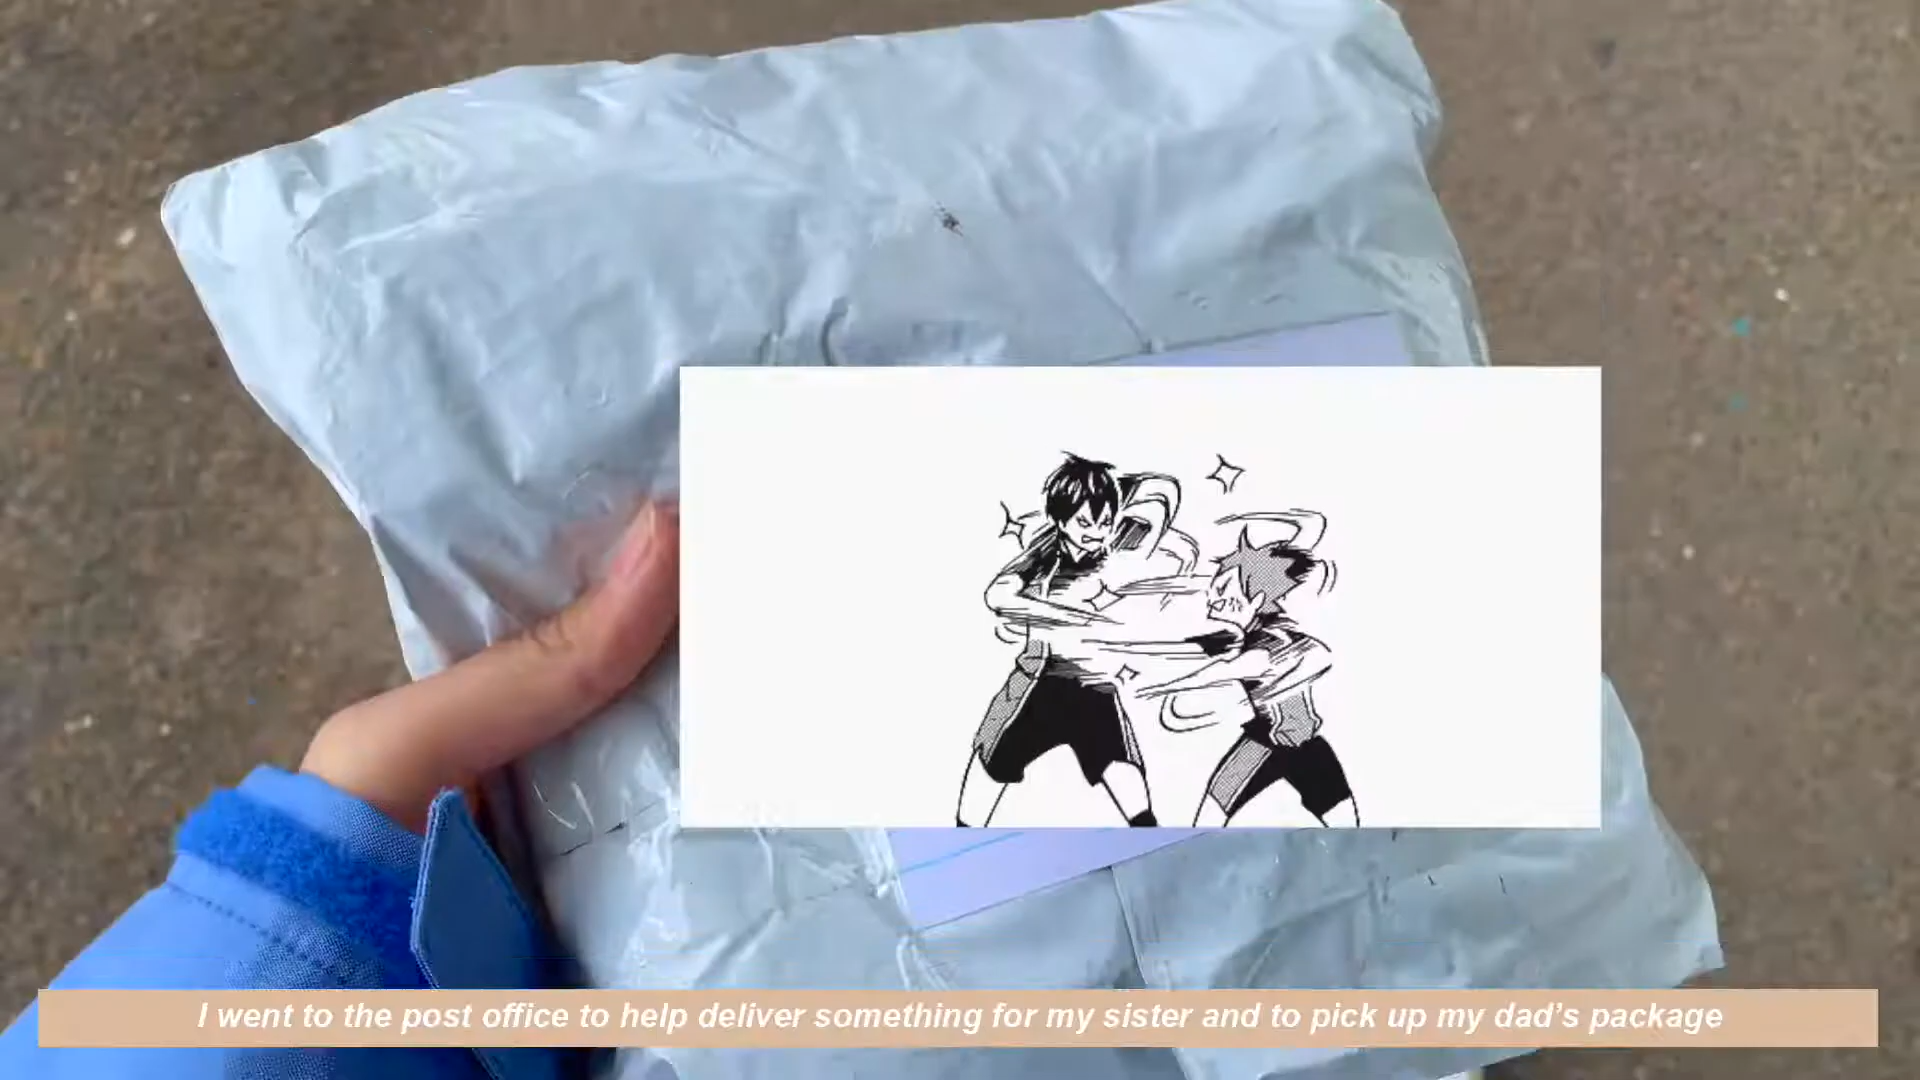 I went to the post office to help deliver something for my sister and to pick up my dad's package